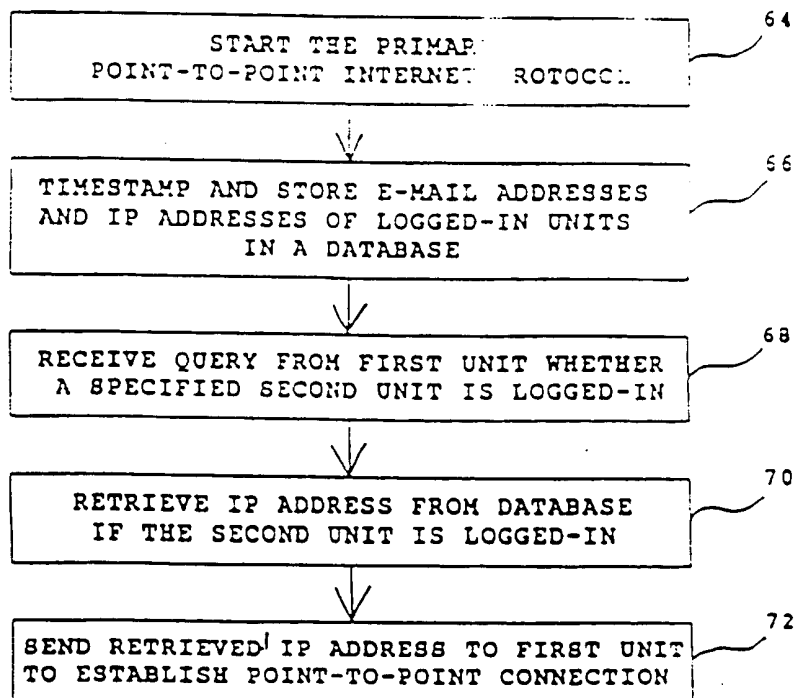 64
START THE PRIMAR
POINT-TO-POINT INTERNET ROTOCOL
66
TIMESTAMP AND STORE E-MAIL ADDRESSES
AND IP ADDRESSES OF LOGGED-IN UNITS
IN A DATABASE
68
RECEIVE QUERY FROM FIRST UNIT WHETHER
A SPECIFIED SECOND UNIT IS LOGGED-IN
70
RETRIEVE IP ADDRESS FROM DATABASE
IF THE SECOND UNIT IS LOGGED-IN
72
SEND RETRIEVED IP ADDRESS TO FIRST UNIT
TO ESTABLISH POINT-TO-POINT CONNECTION